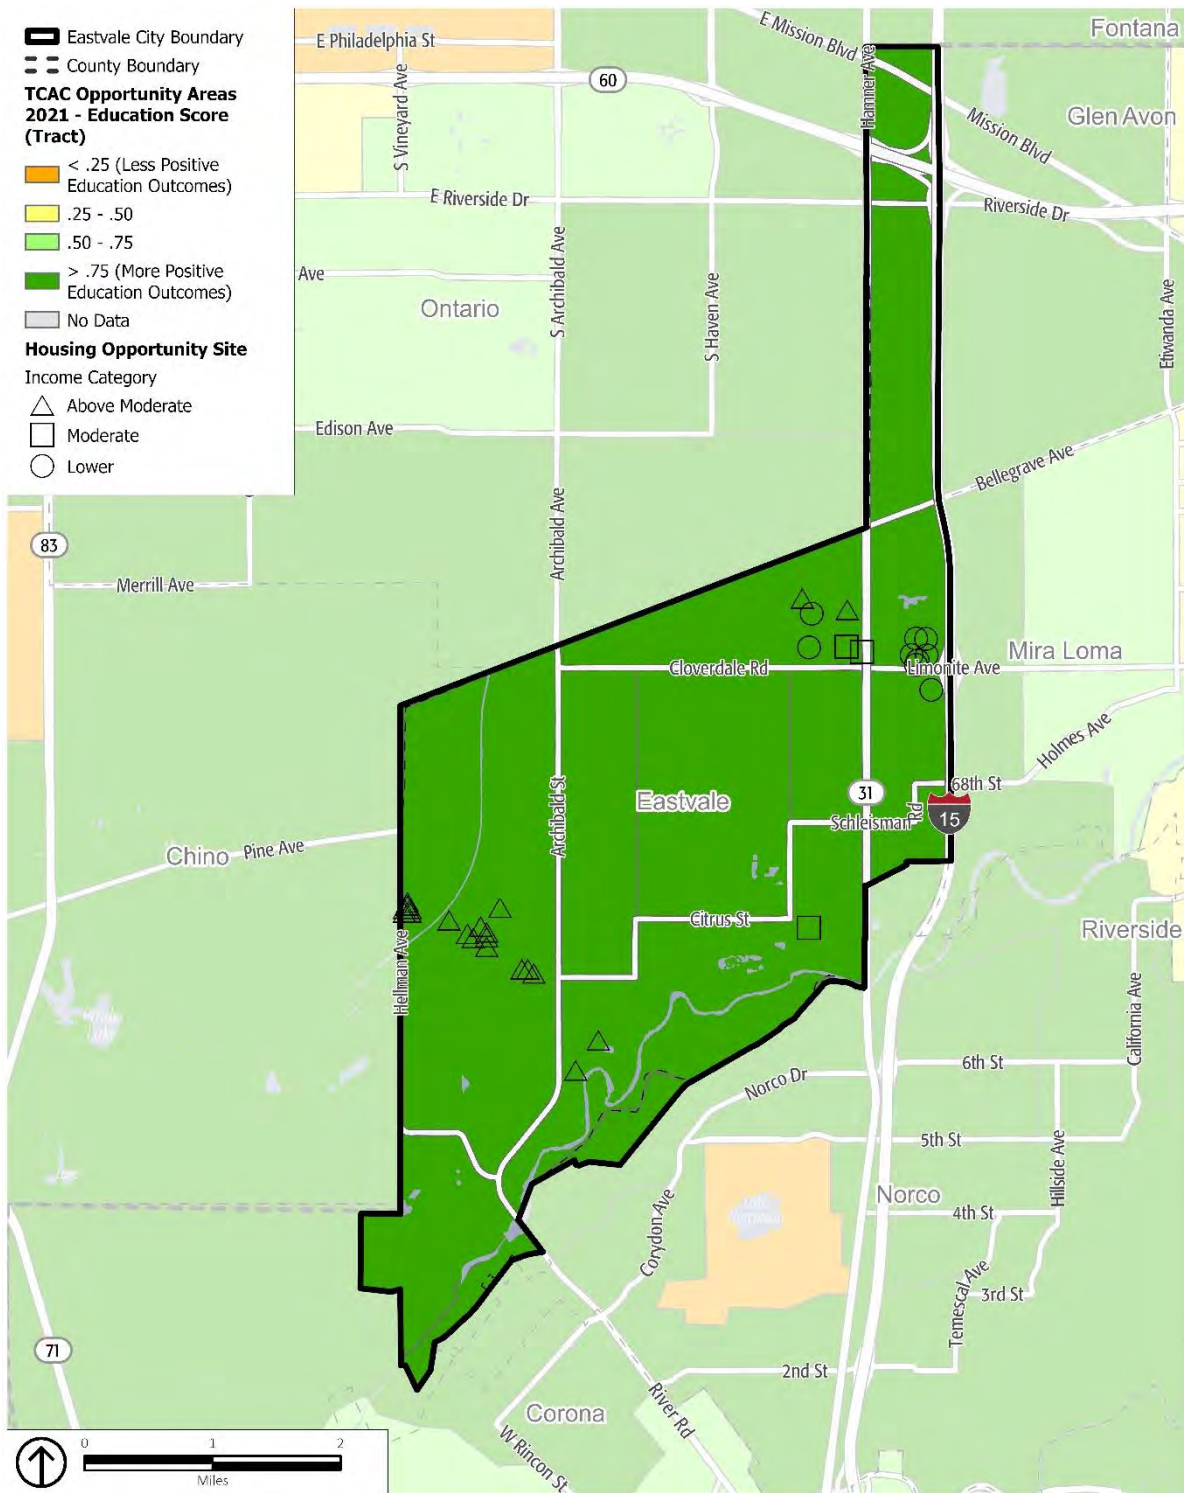 Eastvale City Boundary
County Boundary
TCAC Opportunity Areas
2021 - Education Score
(Tract)
< .25 (Less Positive
Education Outcomes)
.25 - .50
.50 - .75
> .75 (More Positive
Education Outcomes)
No Data
Housing Opportunity Site
Income Category
Above Moderate
Moderate
Lower
E Philadelphia St
E Mission Blvd
Fontana
60
S Vineyard Ave
Hamner Ave
Glen Avon
Mission Blvd
E Riverside Dr
Riverside Dr
Ave
Ontario
S Archibald Ave
S Haven Ave
Etiwanda Ave
Edison Ave
Bellegrave Ave
Archibald Ave
83
Merrill Ave
Mira Loma
Cloverdale Rd
Limonite Ave
Holmes Ave
68th St
31
Eastvale
Archibald St
Schleisman
Rd
15
Chino
Pine Ave
Citrus St
Riverside
Hellman Ave
California Ave
6th St
Norco Dr
5th St
Hillside Ave
Norco
4th St
Corydon Ave
Temescal Ave
3rd St
71
2nd St
River Rd
Corona
W Rincon St
0 1 2
Miles